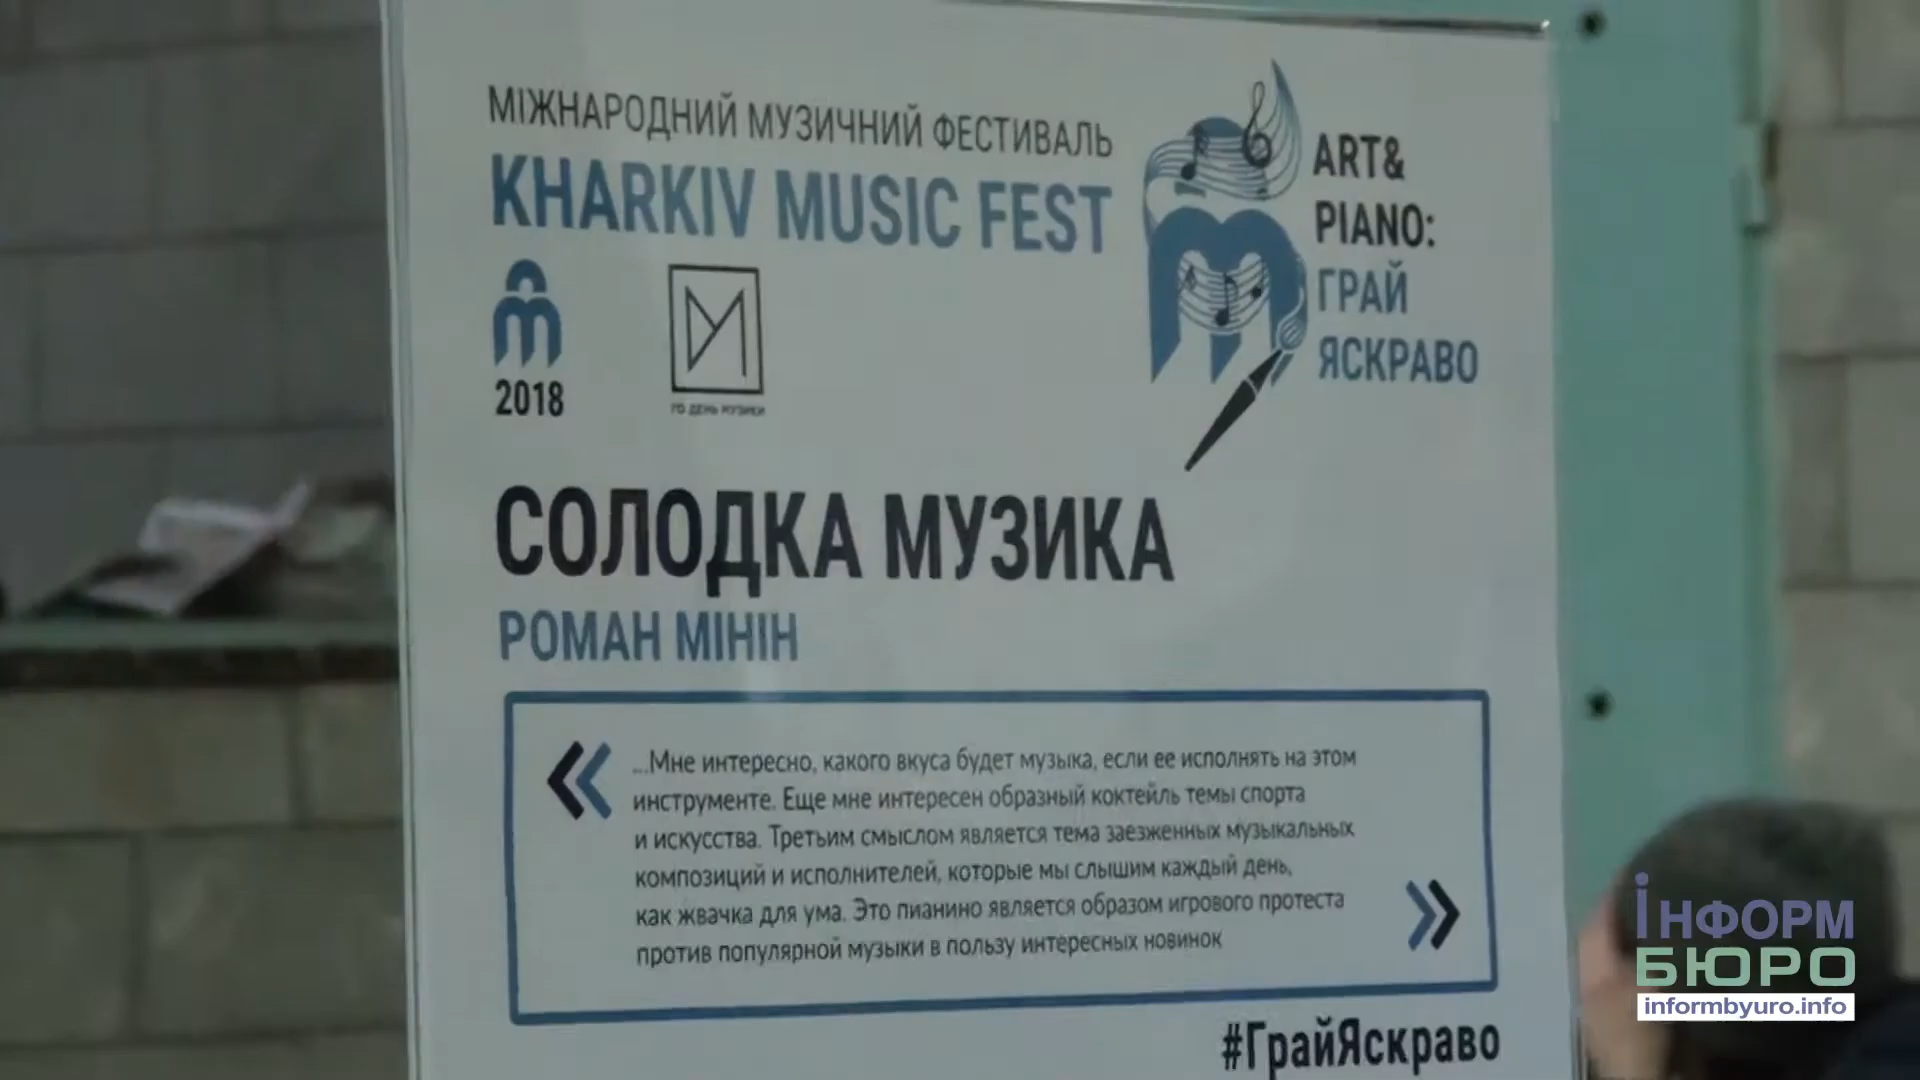 МІЖНАРОДНИЙ МУЗИЧНИЙ ФЕСТИВАЛЬ
KHARKIV MUSIC FEST
2018
ГО ДЕНЬ МУЗИКИ
ART&
PIANO:
ГРАЙ
ЯСКРАВО
СОЛОДКА МУЗИКА
РОМАН МІНІН
...Мне интересно, какого вкуса будет музыка, если ее исполнять на этом
инструменте. Еще мне интересен образный коктейль темы спорта
и искусства. Третьим смыслом является тема заезженных музыкальных
композиций и исполнителей, которые мы слышим каждый день,
как жвачка для ума. Это пианино является образом игрового протеста
против популярной музыки в пользу интересных новинок
#ГрайЯскраво
ІНФОРМ
БЮРО
informbyuro.info